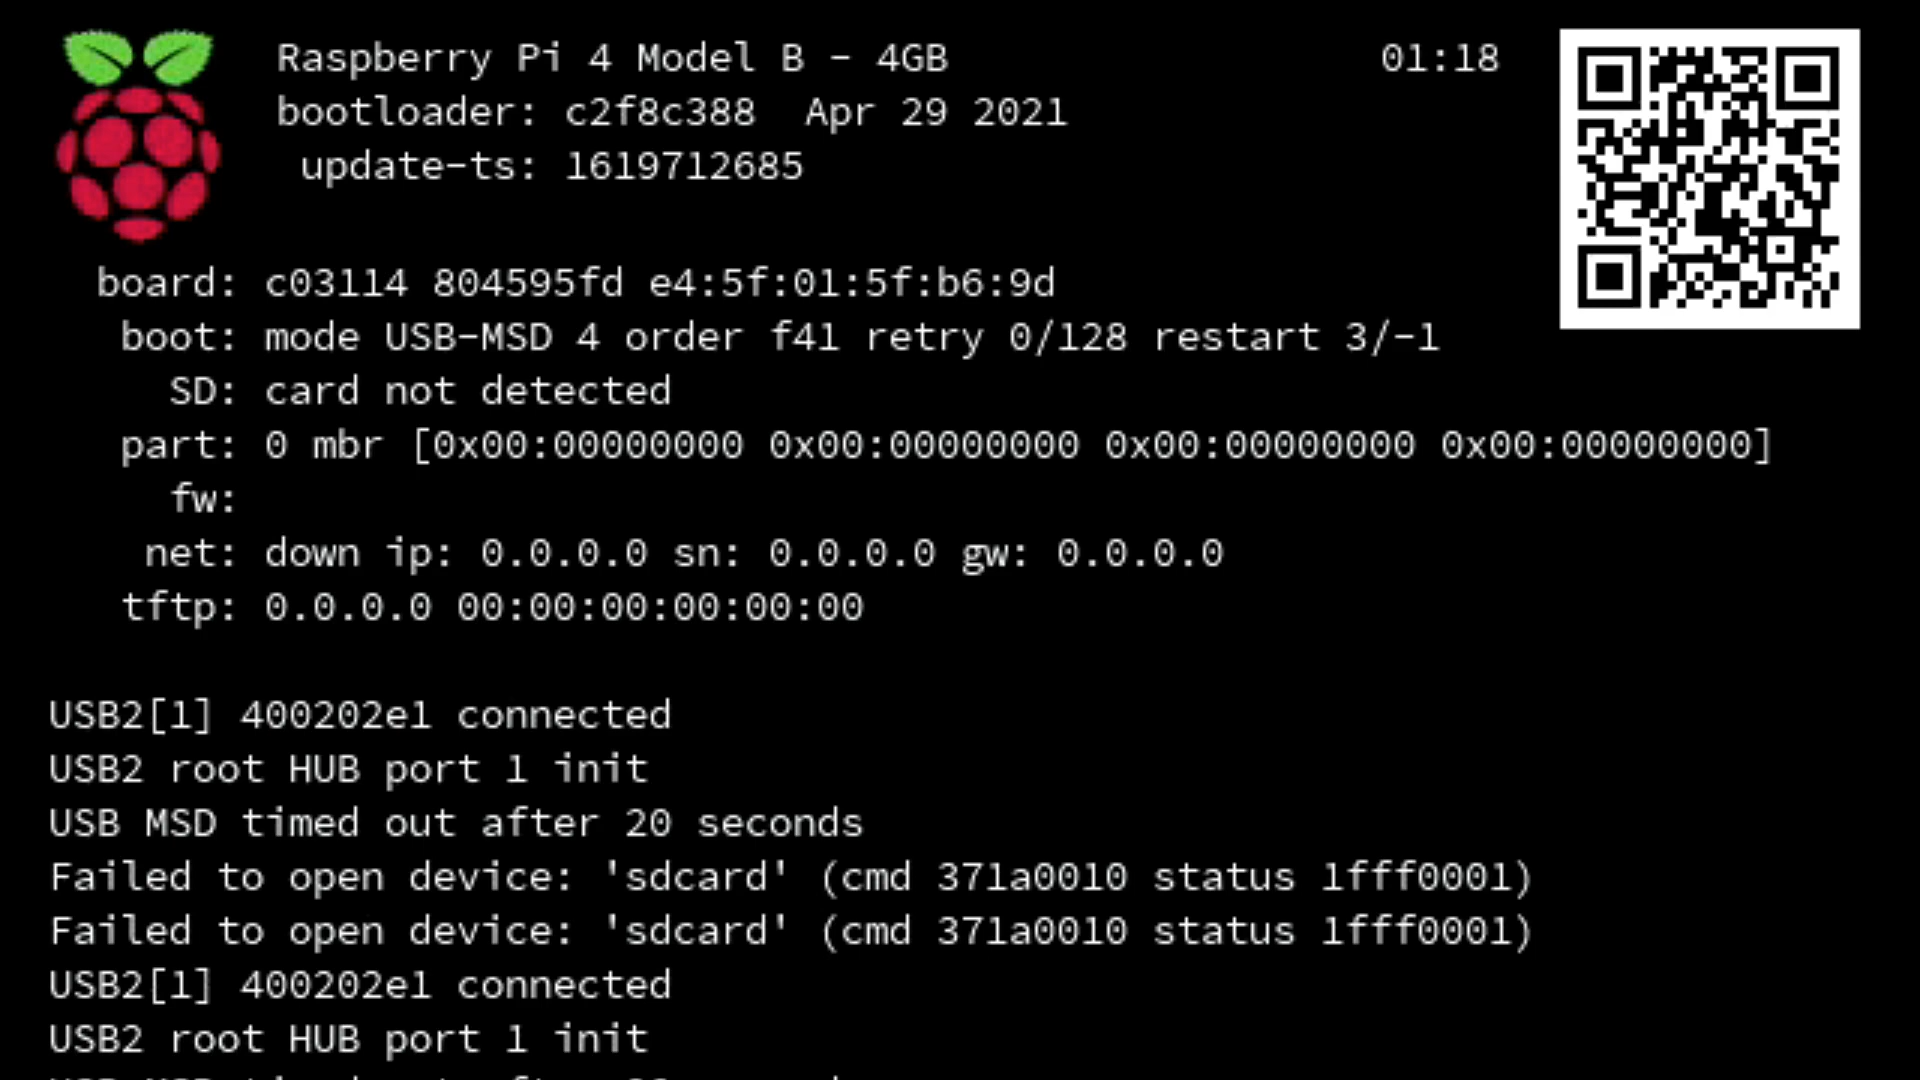 Raspberry Pi 4 Model B - 4GB 01:18
bootloader: c2f8c388 Apr 29 2021
update-ts: 1619712685
board: c03114 804595fd e4:5f:01:5f:b6:9d
boot: mode USB-MSD 4 order f41 retry 0/128 restart 3/-1
SD: card not detected
part: 0 mbr [0x00:00000000 0x00:00000000 0x00:00000000 0x00:00000000]
fw:
net: down ip: 0.0.0.0 sn: 0.0.0.0 gw: 0.0.0.0
tftp: 0.0.0.0 00:00:00:00:00:00
USB2[1] 400202e1 connected
USB2 root HUB port 1 init
USB MSD timed out after 20 seconds
Failed to open device: 'sdcard' (cmd 371a0010 status 1fff0001)
Failed to open device: 'sdcard' (cmd 371a0010 status 1fff0001)
USB2[1] 400202e1 connected
USB2 root HUB port 1 init